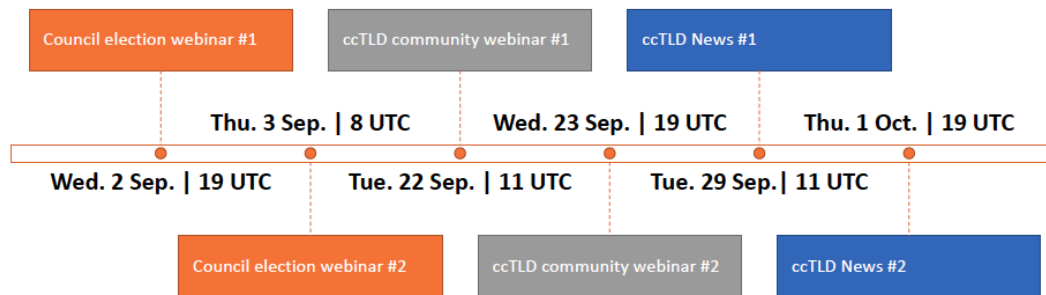 Council election webinar #1
ccTLD community webinar #1
ccTLD News #1
Thu. 3 Sep. | 8 UTC
Wed. 23 Sep. | 19 UTC
Thu. 1 Oct. | 19 UTC
Wed. 2 Sep. | 19 UTC
Tue. 22 Sep. | 11 UTC
Tue. 29 Sep.| 11 UTC
Council election webinar #2
ccTLD community webinar #2
ccTLD News #2